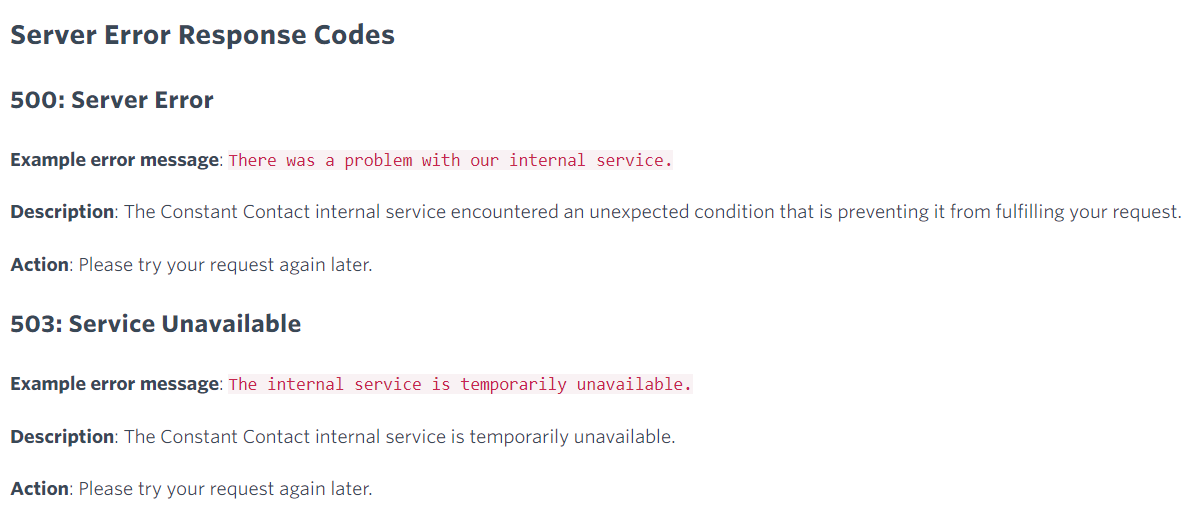 Server Error Response Codes
500: Server Error
Example error message: There was a problem with our internal service.
Description: The Constant Contact internal service encountered an unexpected condition that is preventing it from fulfilling your request.
Action: Please try your request again later.
503: Service Unavailable
Example error message: The internal service is temporarily unavailable.
Description: The Constant Contact internal service is temporarily unavailable.
Action: Please try your request again later.